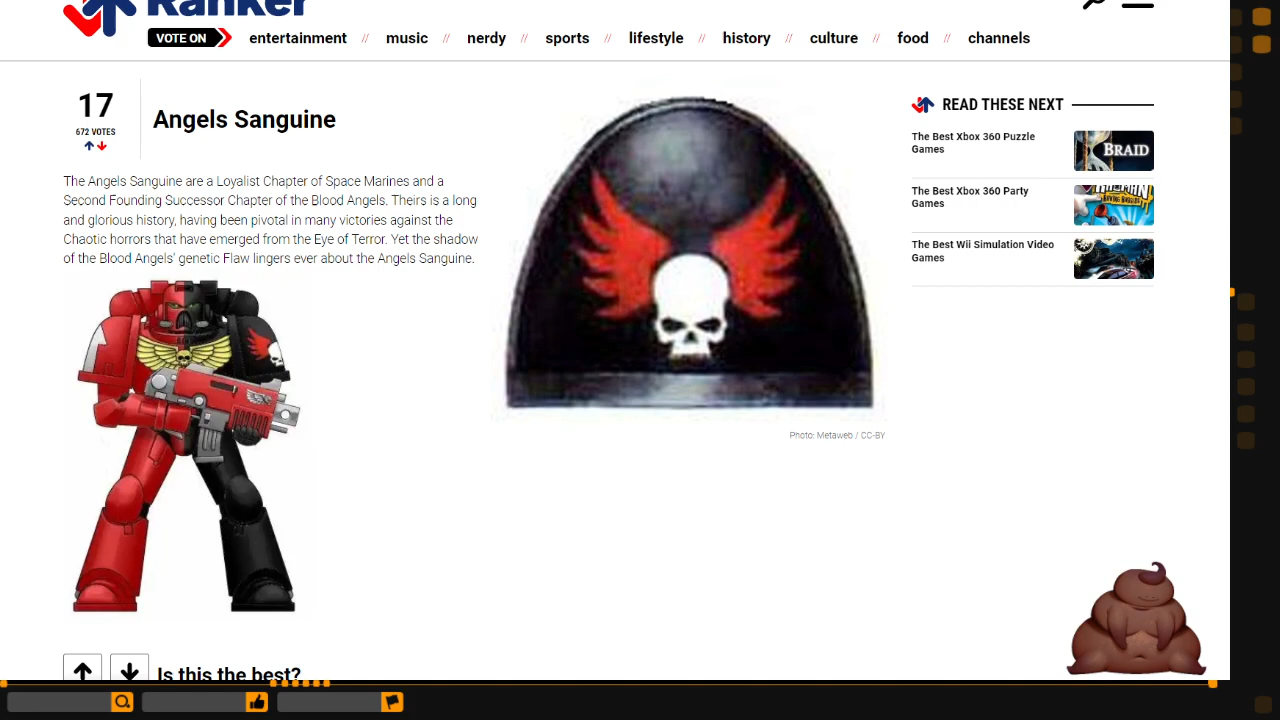 Ranker
VOTE ON
entertainment // music // nerdy // sports // lifestyle // history // culture // food // channels
17
672 VOTES
Angels Sanguine
The Angels Sanguine are a Loyalist Chapter of Space Marines and a
Second Founding Successor Chapter of the Blood Angels. Theirs is a long
and glorious history, having been pivotal in many victories against the
Chaotic horrors that have emerged from the Eye of Terror. Yet the shadow
of the Blood Angels' genetic Flaw lingers ever about the Angels Sanguine.
Photo: Metaweb / CC-BY
READ THESE NEXT
The Best Xbox 360 Puzzle
Games
BRAID
The Best Xbox 360 Party
Games
The Best Wii Simulation Video
Games
Is this the best?